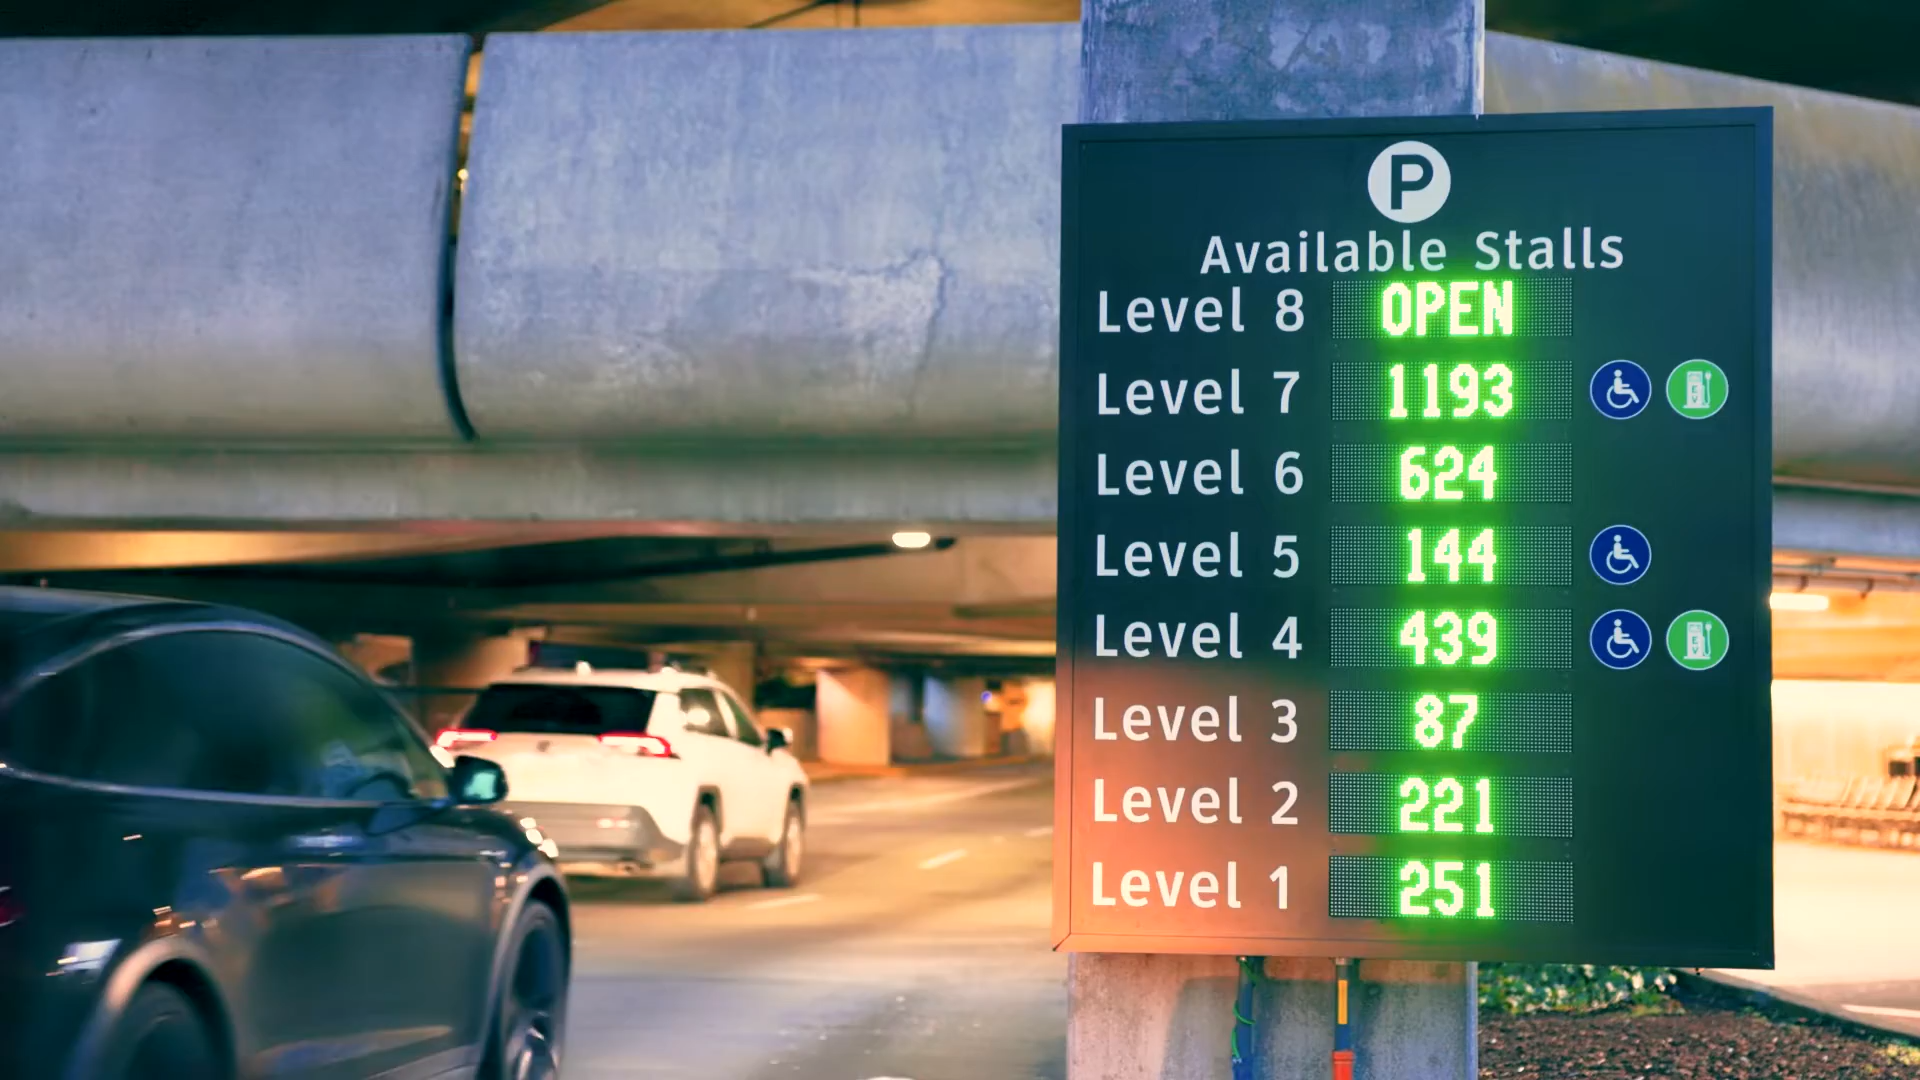 P
Available Stalls
Level 8 OPEN
Level 7 1193
Level 6 624
Level 5 144
Level 4 439
Level 3 87
Level 2 221
Level 1 251